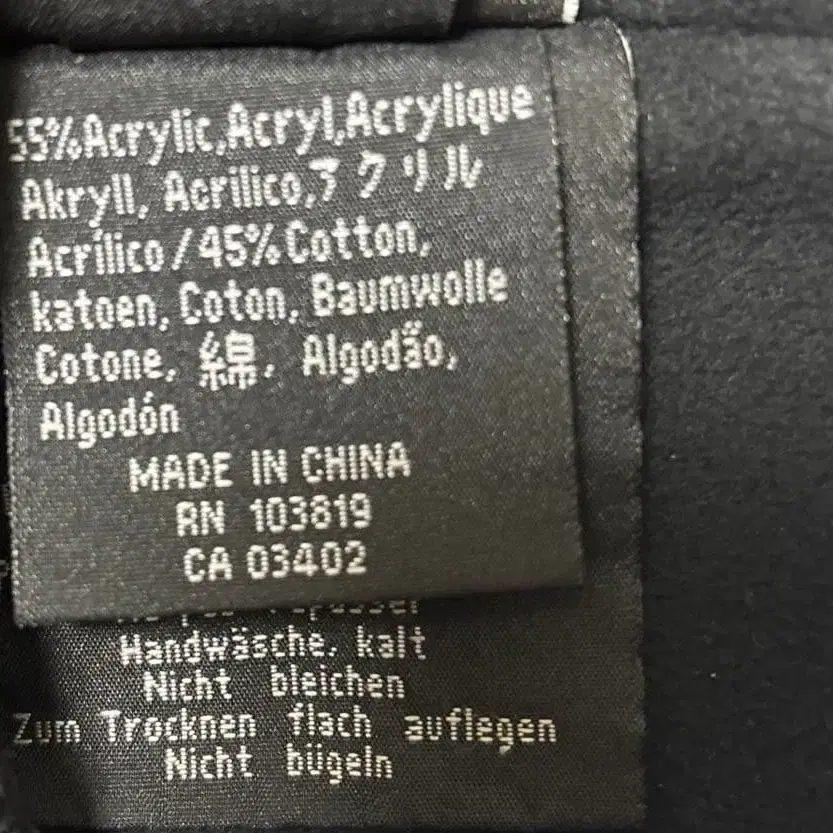 55%Acrylic,Acryl,Acrylique
Akryll, Acrilico,アクリル
Acrílico/45%Cotton,
katoen, Coton, Baumwolle
Cotone, 綿, Algodão,
Algodón
MADE IN CHINA
RN 103819
CA 03402
Handwäsche, kalt
Nicht bleichen
Zum Trocknen flach auflegen
Nicht bügeln